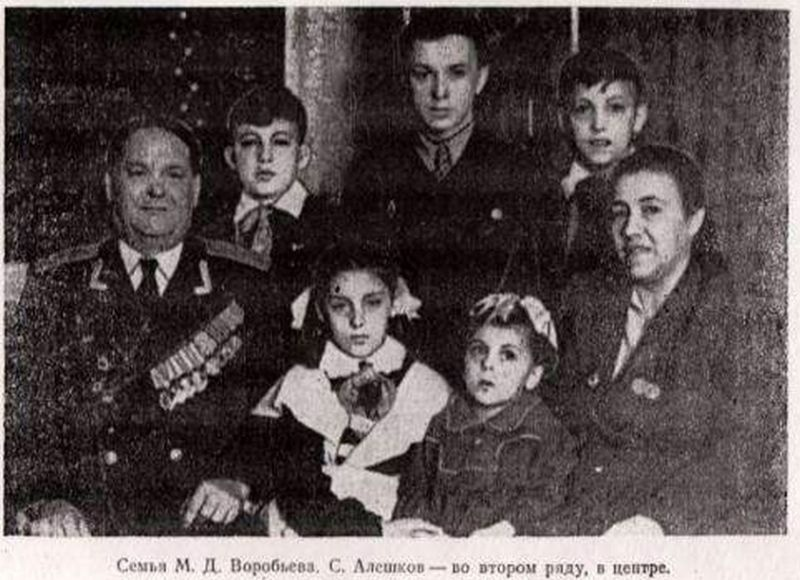 Семья М. Д. Воробьева. С. Алешков — во втором ряду, в центре.